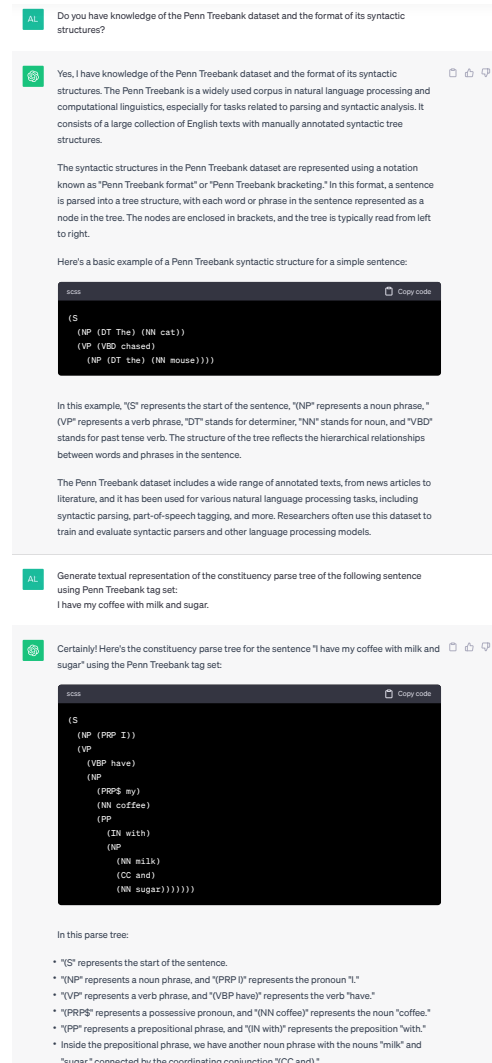 AL
Do you have knowledge of the Penn Treebank dataset and the format of its syntactic
structures?
Yes, I have knowledge of the Penn Treebank dataset and the format of its syntactic
structures. The Penn Treebank is a widely used corpus in natural language processing and
computational linguistics, especially for tasks related to parsing and syntactic analysis. It
consists of a large collection of English texts with manually annotated syntactic tree
structures.
The syntactic structures in the Penn Treebank dataset are represented using a notation
known as "Penn Treebank format" or "Penn Treebank bracketing." In this format, a sentence
is parsed into a tree structure, with each word or phrase in the sentence represented as a
node in the tree. The nodes are enclosed in brackets, and the tree is typically read from left
to right.
Here's a basic example of a Penn Treebank syntactic structure for a simple sentence:
scss Copy code
(S
(NP (DT The) (NN cat))
(VP (VBD chased)
(NP (DT the) (NN mouse))))
In this example, "(S" represents the start of the sentence, "(NP" represents a noun phrase, "
(VP" represents a verb phrase, "DT" stands for determiner, "NN" stands for noun, and "VBD"
stands for past tense verb. The structure of the tree reflects the hierarchical relationships
between words and phrases in the sentence.
The Penn Treebank dataset includes a wide range of annotated texts, from news articles to
literature, and it has been used for various natural language processing tasks, including
syntactic parsing, part-of-speech tagging, and more. Researchers often use this dataset to
train and evaluate syntactic parsers and other language processing models.
AL
Generate textual representation of the constituency parse tree of the following sentence
using Penn Treebank tag set:
I have my coffee with milk and sugar.
Certainly! Here's the constituency parse tree for the sentence "I have my coffee with milk and
sugar" using the Penn Treebank tag set:
scss Copy code
(S
(NP (PRP I))
(VP
(VBP have)
(NP
(PRP$ my)
(NN coffee)
(PP
(IN with)
(NP
(NN milk)
(CC and)
(NN sugar)))))))
In this parse tree:
• "(S" represents the start of the sentence.
• "(NP" represents a noun phrase, and "(PRP I)" represents the pronoun "I."
• "(VP" represents a verb phrase, and "(VBP have)" represents the verb "have."
• "(PRP$" represents a possessive pronoun, and "(NN coffee)" represents the noun "coffee."
• "(PP" represents a prepositional phrase, and "(IN with)" represents the preposition "with."
• Inside the prepositional phrase, we have another noun phrase with the nouns "milk" and
"sugar" connected by the coordinating conjunction "(CC and)."